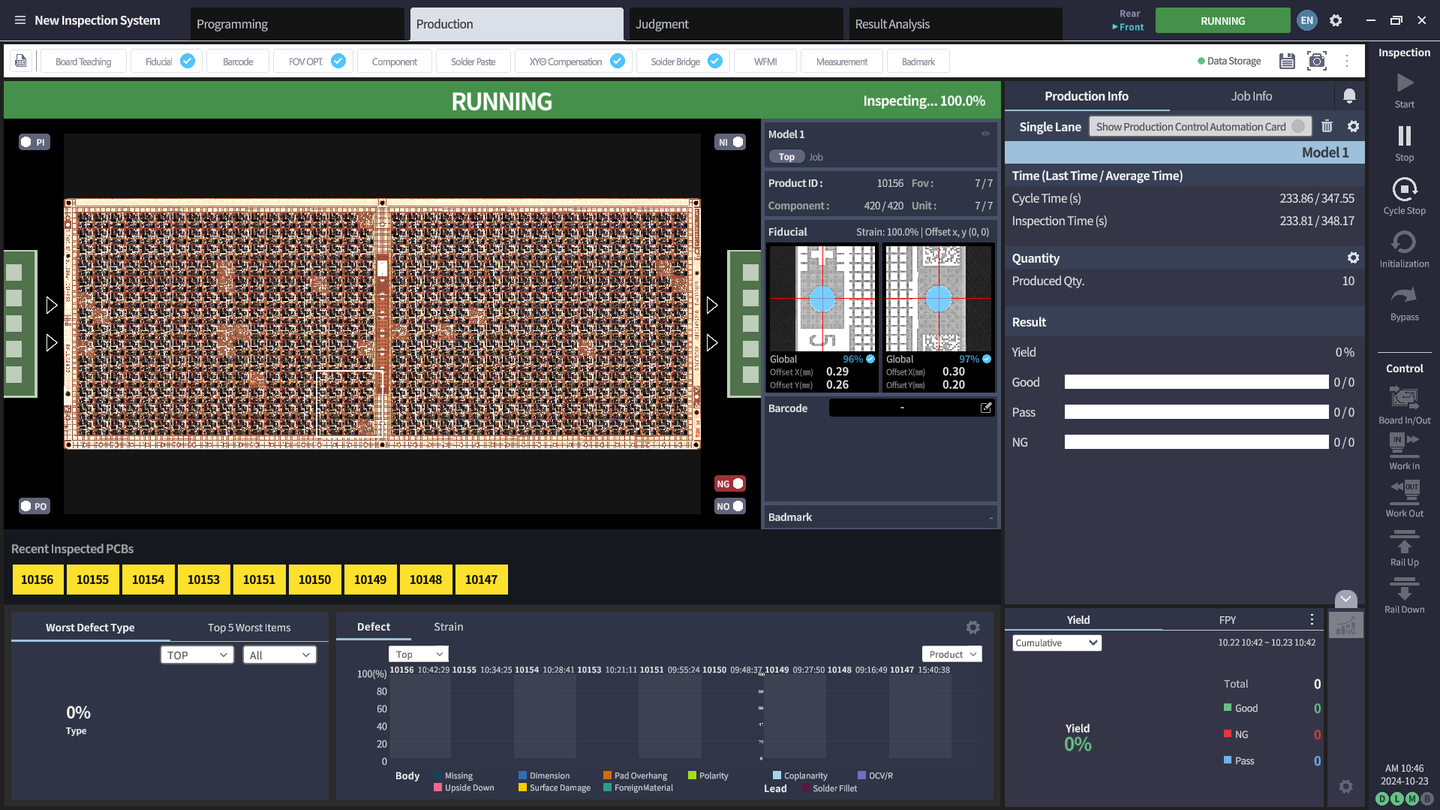 New Inspection System
Programming
Production
Judgment
Result Analysis
Rear
Front
RUNNING
EN
Board Teaching
Fiducial
Barcode
FOV OPT.
Component
Solder Paste
XYΘ Compensation
Solder Bridge
WFMI
Measurement
Badmark
Data Storage
RUNNING
Inspecting... 100.0%
PI
NI
PO
NG
NO
Model 1
Top Job
Product ID : 10156 Fov : 7 / 7
Component : 420 / 420 Unit : 7 / 7
Fiducial Strain: 100.0% | Offset x, y (0, 0)
Global 96%
Offset X(mm) 0.29
Offset Y(mm) 0.26
Global 97%
Offset X(mm) 0.30
Offset Y(mm) 0.20
Barcode -
Badmark -
Recent Inspected PCBs
10156 10155 10154 10153 10151 10150 10149 10148 10147
Worst Defect Type
Top 5 Worst Items
TOP
All
0%
Type
Defect
Strain
Top
Product
10156 10:42:29 10155 10:34:25 10154 10:28:41 10153 10:21:11 10151 09:55:24 10150 09:48:37 10149 09:27:50 10148 09:16:49 10147 15:40:38
100(%)
80
60
40
20
0
Body Missing Dimension Pad Overhang Polarity
Upside Down Surface Damage ForeignMaterial
Coplanarity OCV/R
Lead Solder Fillet
Production Info
Job Info
Single Lane
Show Production Control Automation Card
Model 1
Time (Last Time / Average Time)
Cycle Time (s) 233.86 / 347.55
Inspection Time (s) 233.81 / 348.17
Quantity
Produced Qty. 10
Result
Yield 0 %
Good 0 / 0
Pass 0 / 0
NG 0 / 0
Yield
FPY
Cumulative
10.22 10:42 ~ 10.23 10:42
Yield
0%
Total 0
Good 0
NG 0
Pass 0
Inspection
Start
Stop
Cycle Stop
Initialization
Bypass
Control
Board In/Out
IN
Work In
OUT
Work Out
Rail Up
Rail Down
AM 10:46
2024-10-23
D L M B